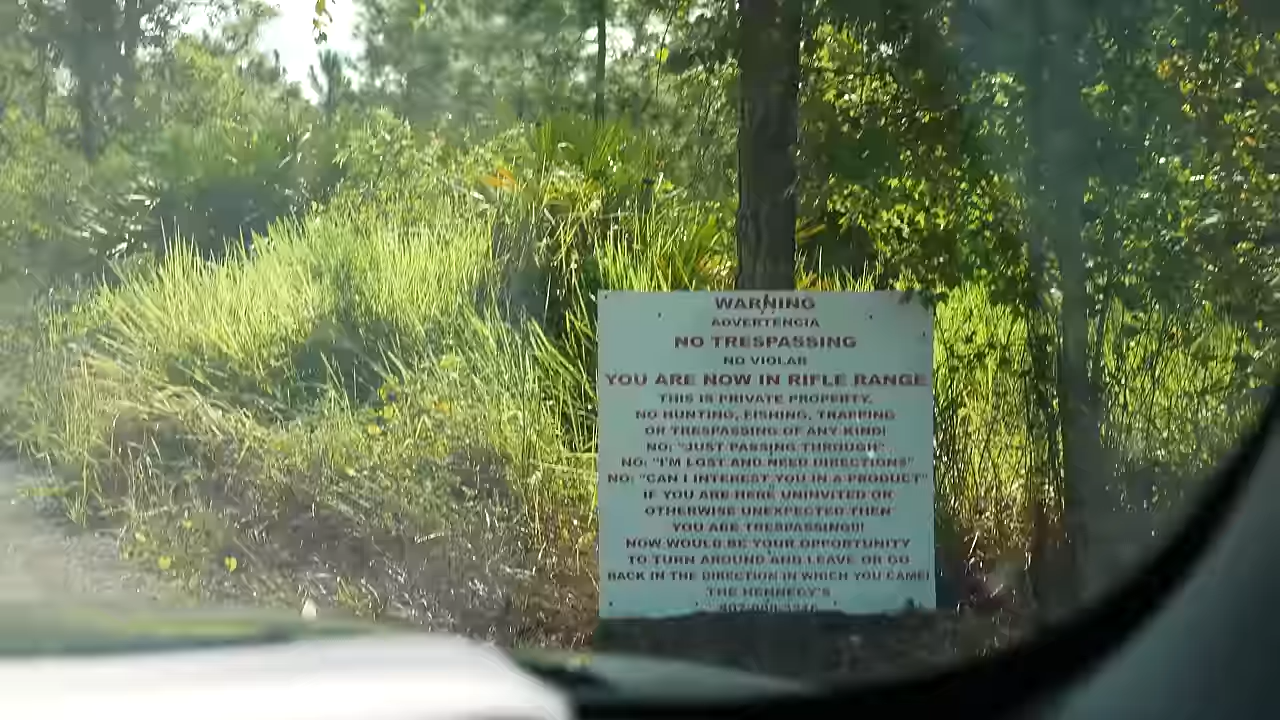 WARNING
ADVERTENCIA
NO TRESPASSING
NO VIOLAR
YOU ARE NOW IN RIFLE RANGE
THIS IS PRIVATE PROPERTY.
NO HUNTING, FISHING, TRAPPING
OR TRESPASSING OF ANY KIND!
NO: "JUST PASSING THROUGH"
NO: "I'M LOST AND NEED DIRECTIONS"
NO: "CAN I INTEREST YOU IN A PRODUCT"
IF YOU ARE HERE UNINVITED OR
OTHERWISE UNEXPECTED THEN
YOU ARE TRESPASSING!!!
NOW WOULD BE YOUR OPPORTUNITY
TO TURN AROUND AND LEAVE OR GO
BACK IN THE DIRECTION IN WHICH YOU CAME!
THE